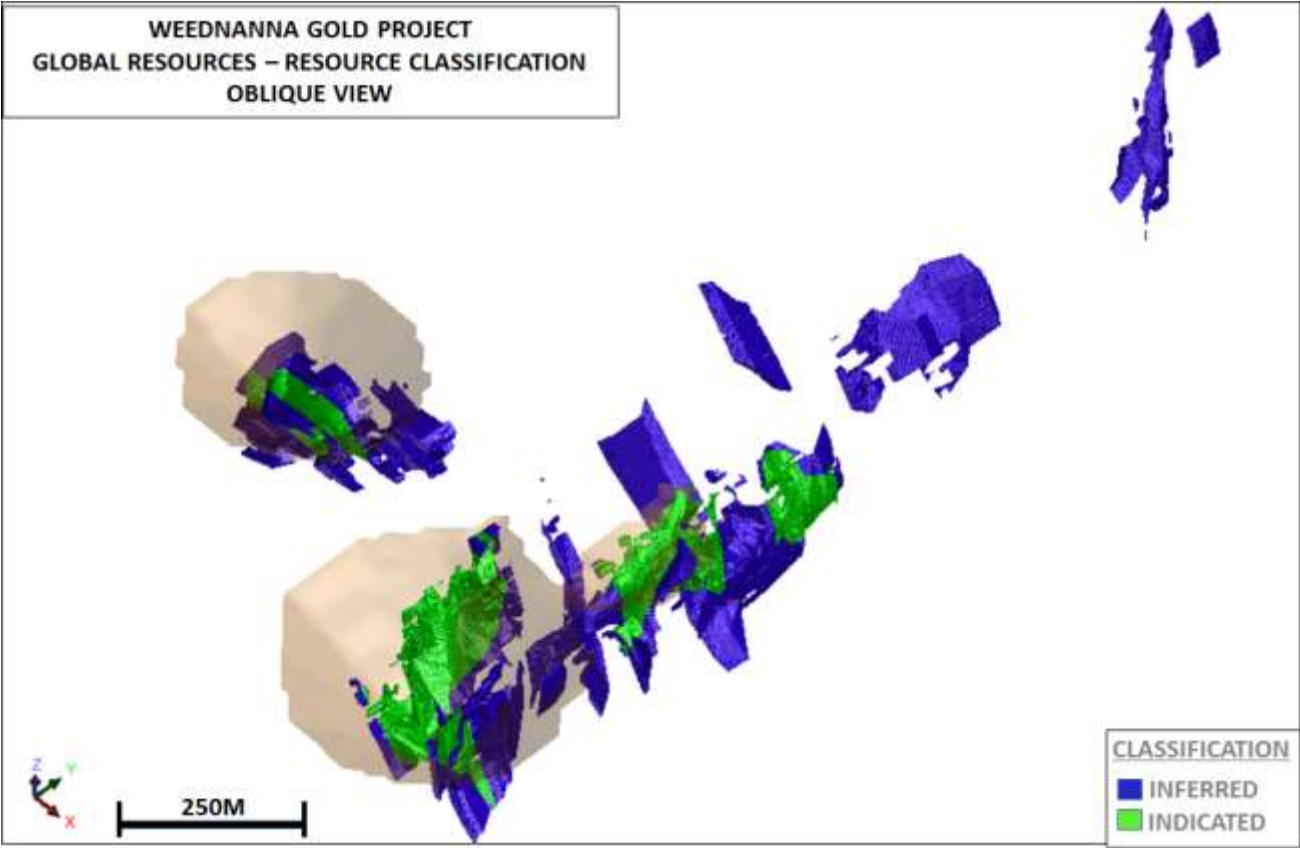 WEEDNANNA GOLD PROJECT
GLOBAL RESOURCES – RESOURCE CLASSIFICATION
OBLIQUE VIEW
Z
Y
X
250M
CLASSIFICATION
INFERRED
INDICATED